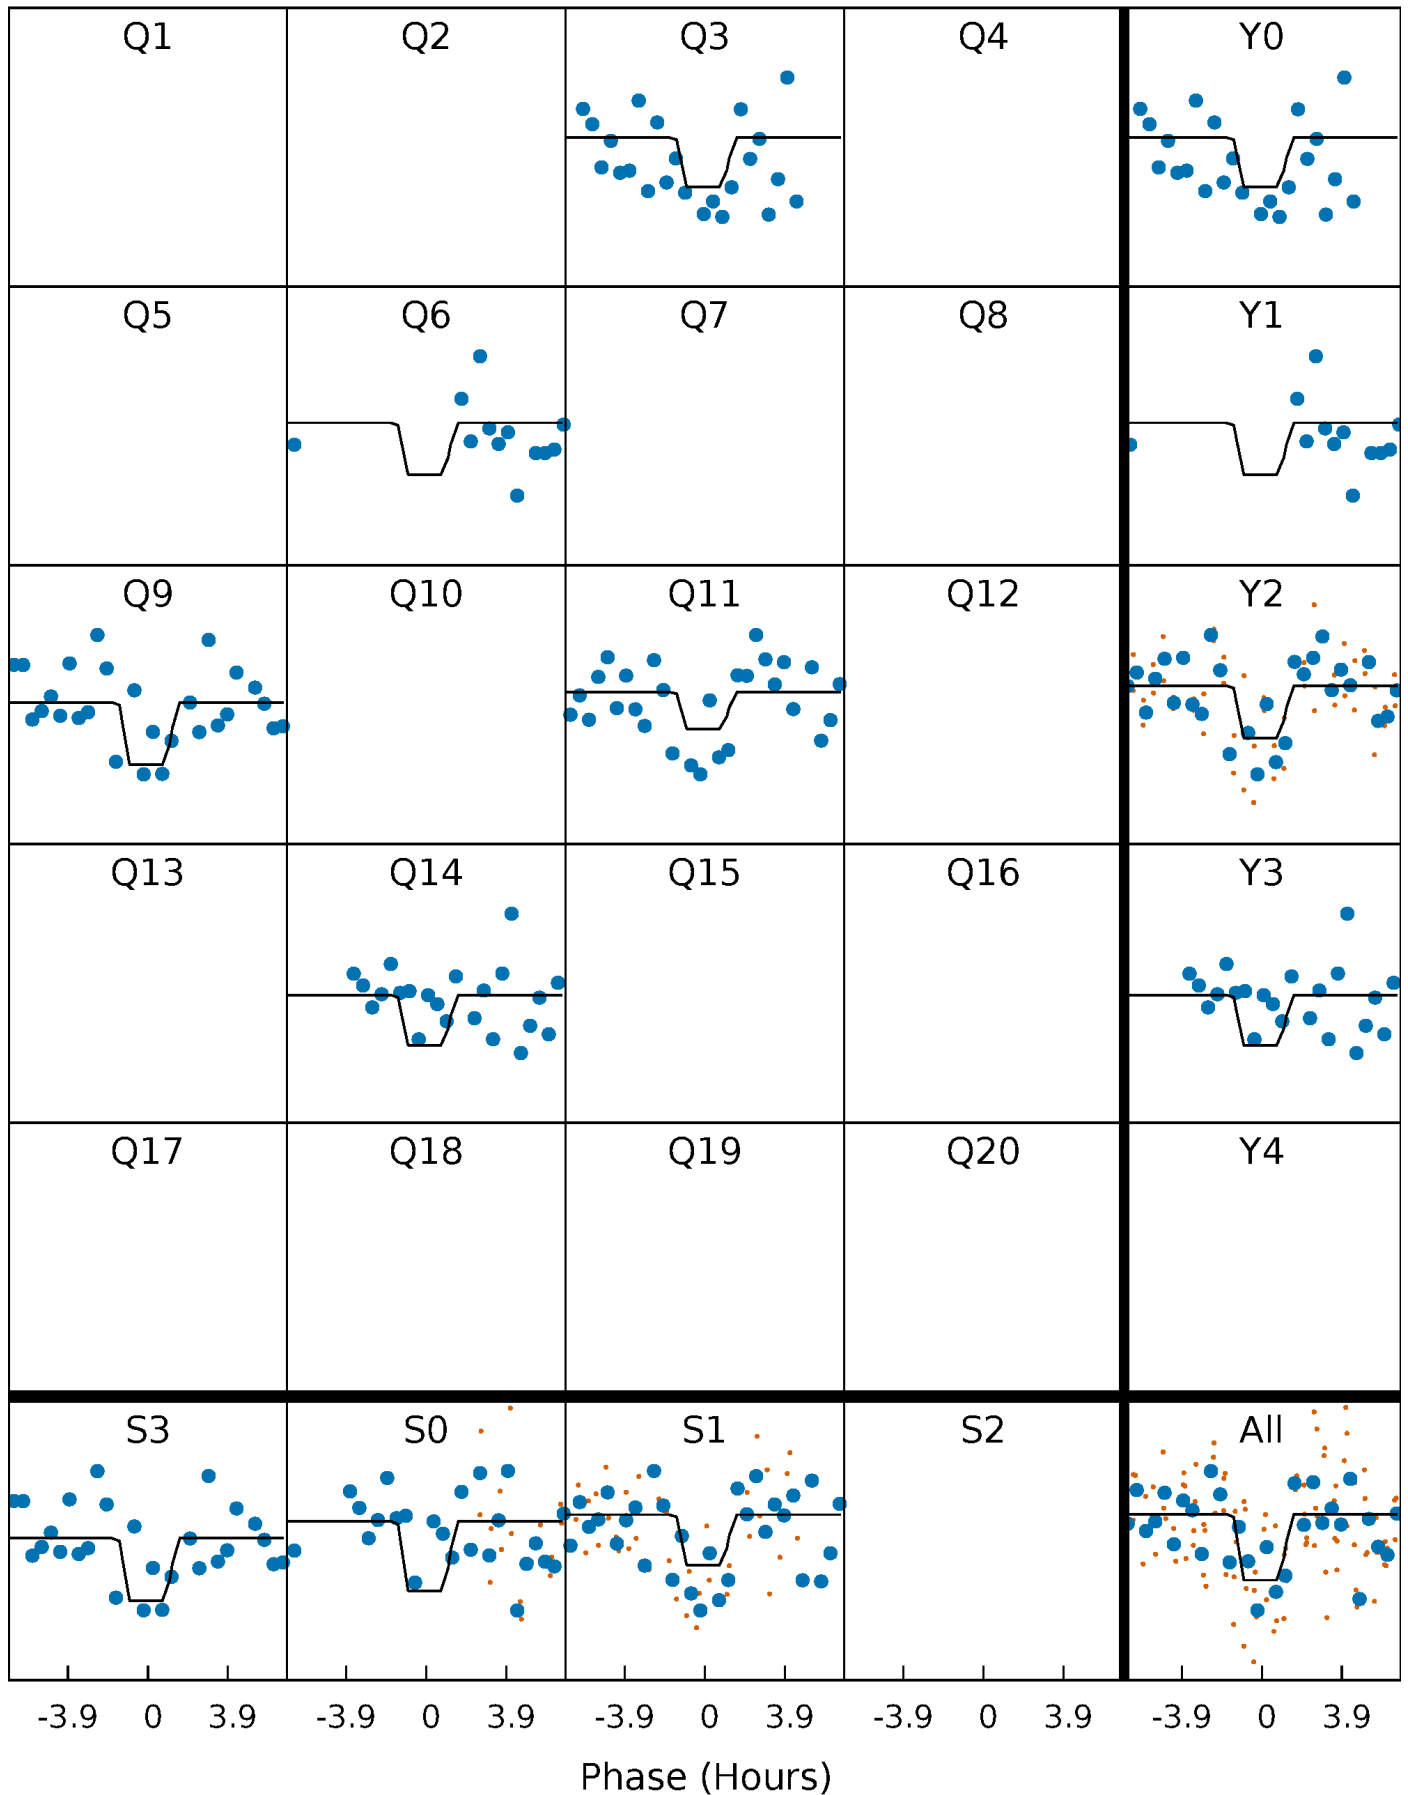 Q1 Q2 Q3 Q4 Y0
Q5 Q6 Q7 Q8 Y1
Q9 Q10 Q11 Q12 Y2
Q13 Q14 Q15 Q16 Y3
Q17 Q18 Q19 Q20 Y4
S3 S0 S1 S2 All
-3.9 0 3.9 -3.9 0 3.9 -3.9 0 3.9 -3.9 0 3.9 -3.9 0 3.9
Phase (Hours)